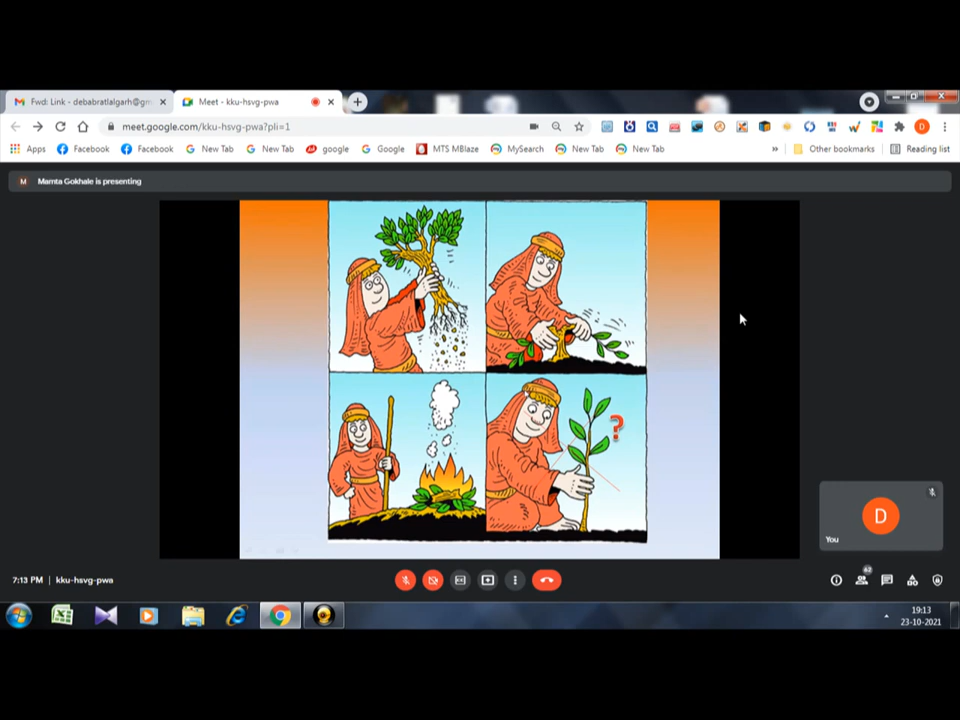 Fwd: Link - debabratlalgarh@gm
Meet - kku-hsvg-pwa
meet.google.com/kku-hsvg-pwa?pli=1
D
Apps
Facebook
Facebook
New Tab
New Tab
google
Google
MTS MBlaze
MySearch
New Tab
New Tab
»
Other bookmarks
Reading list
M
Mamta Gokhale is presenting
?
D
You
7:13 PM | kku-hsvg-pwa
62
19:13
23-10-2021